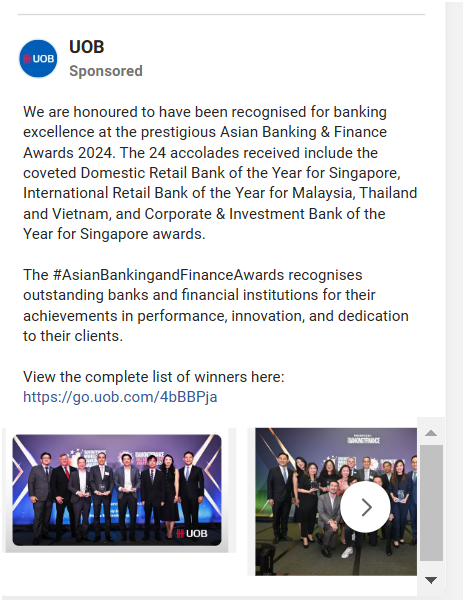 UOB
UOB
Sponsored
We are honoured to have been recognised for banking
excellence at the prestigious Asian Banking & Finance
Awards 2024. The 24 accolades received include the
coveted Domestic Retail Bank of the Year for Singapore,
International Retail Bank of the Year for Malaysia, Thailand
and Vietnam, and Corporate & Investment Bank of the
Year for Singapore awards.
The #AsianBankingandFinanceAwards recognises
outstanding banks and financial institutions for their
achievements in performance, innovation, and dedication
to their clients.
View the complete list of winners here:
https://go.uob.com/4bBBPja
UOB